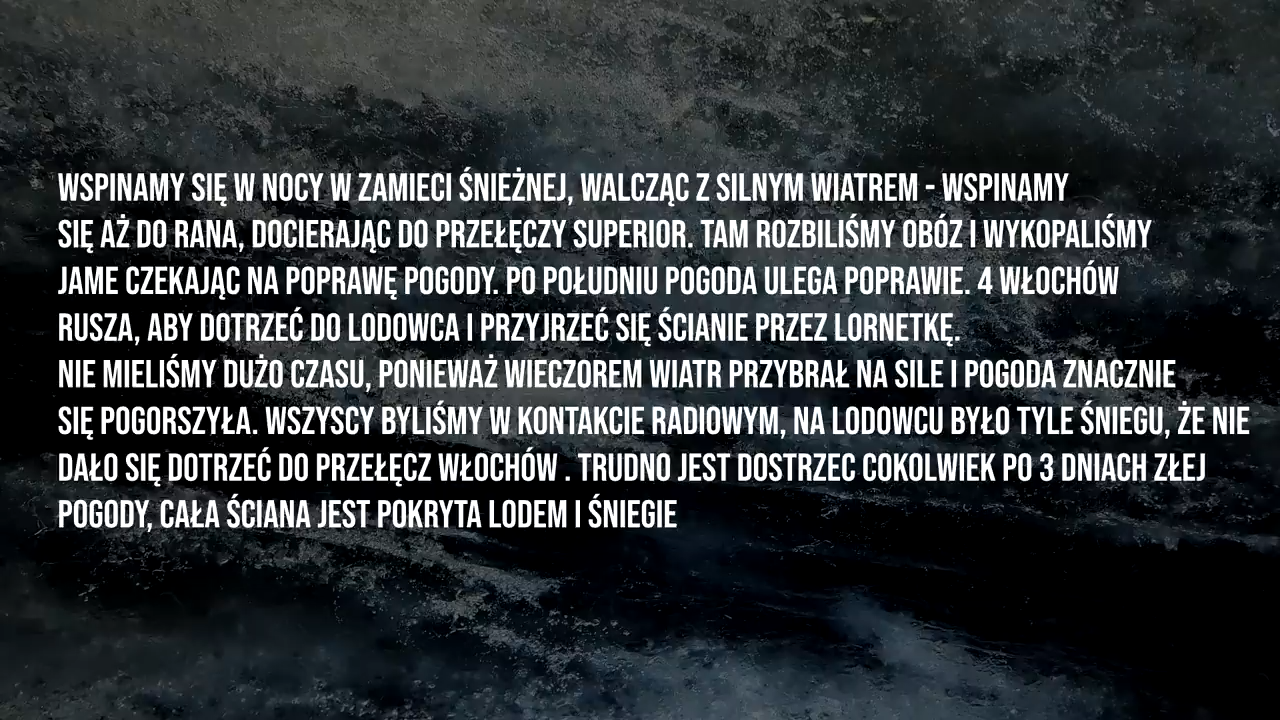 WSPINAMY SIĘ W NOCY W ZAMIECI ŚNIEŻNEJ, WALCZĄC Z SILNYM WIATREM - WSPINAMY
SIĘ AŻ DO RANA, DOCIERAJĄC DO PRZEŁĘCZY SUPERIOR. TAM ROZBILIŚMY OBÓZ I WYKOPALIŚMY
JAME CZEKAJĄC NA POPRAWĘ POGODY. PO POŁUDNIU POGODA ULEGA POPRAWIE. 4 WŁOCHÓW
RUSZA, ABY DOTRZEĆ DO LODOWCA I PRZYJRZEĆ SIĘ ŚCIANIE PRZEZ LORNETKĘ.
NIE MIELIŚMY DUŻO CZASU, PONIEWAŻ WIECZOREM WIATR PRZYBRAŁ NA SILE I POGODA ZNACZNIE
SIĘ POGORSZYŁA. WSZYSCY BYLIŚMY W KONTAKCIE RADIOWYM, NA LODOWCU BYŁO TYLE ŚNIEGU, ŻE NIE
DAŁO SIĘ DOTRZEĆ DO PRZEŁĘCZ WŁOCHÓW . TRUDNO JEST DOSTRZEC COKOLWIEK PO 3 DNIACH ZŁEJ
POGODY, CAŁA ŚCIANA JEST POKRYTA LODEM I ŚNIEGIE